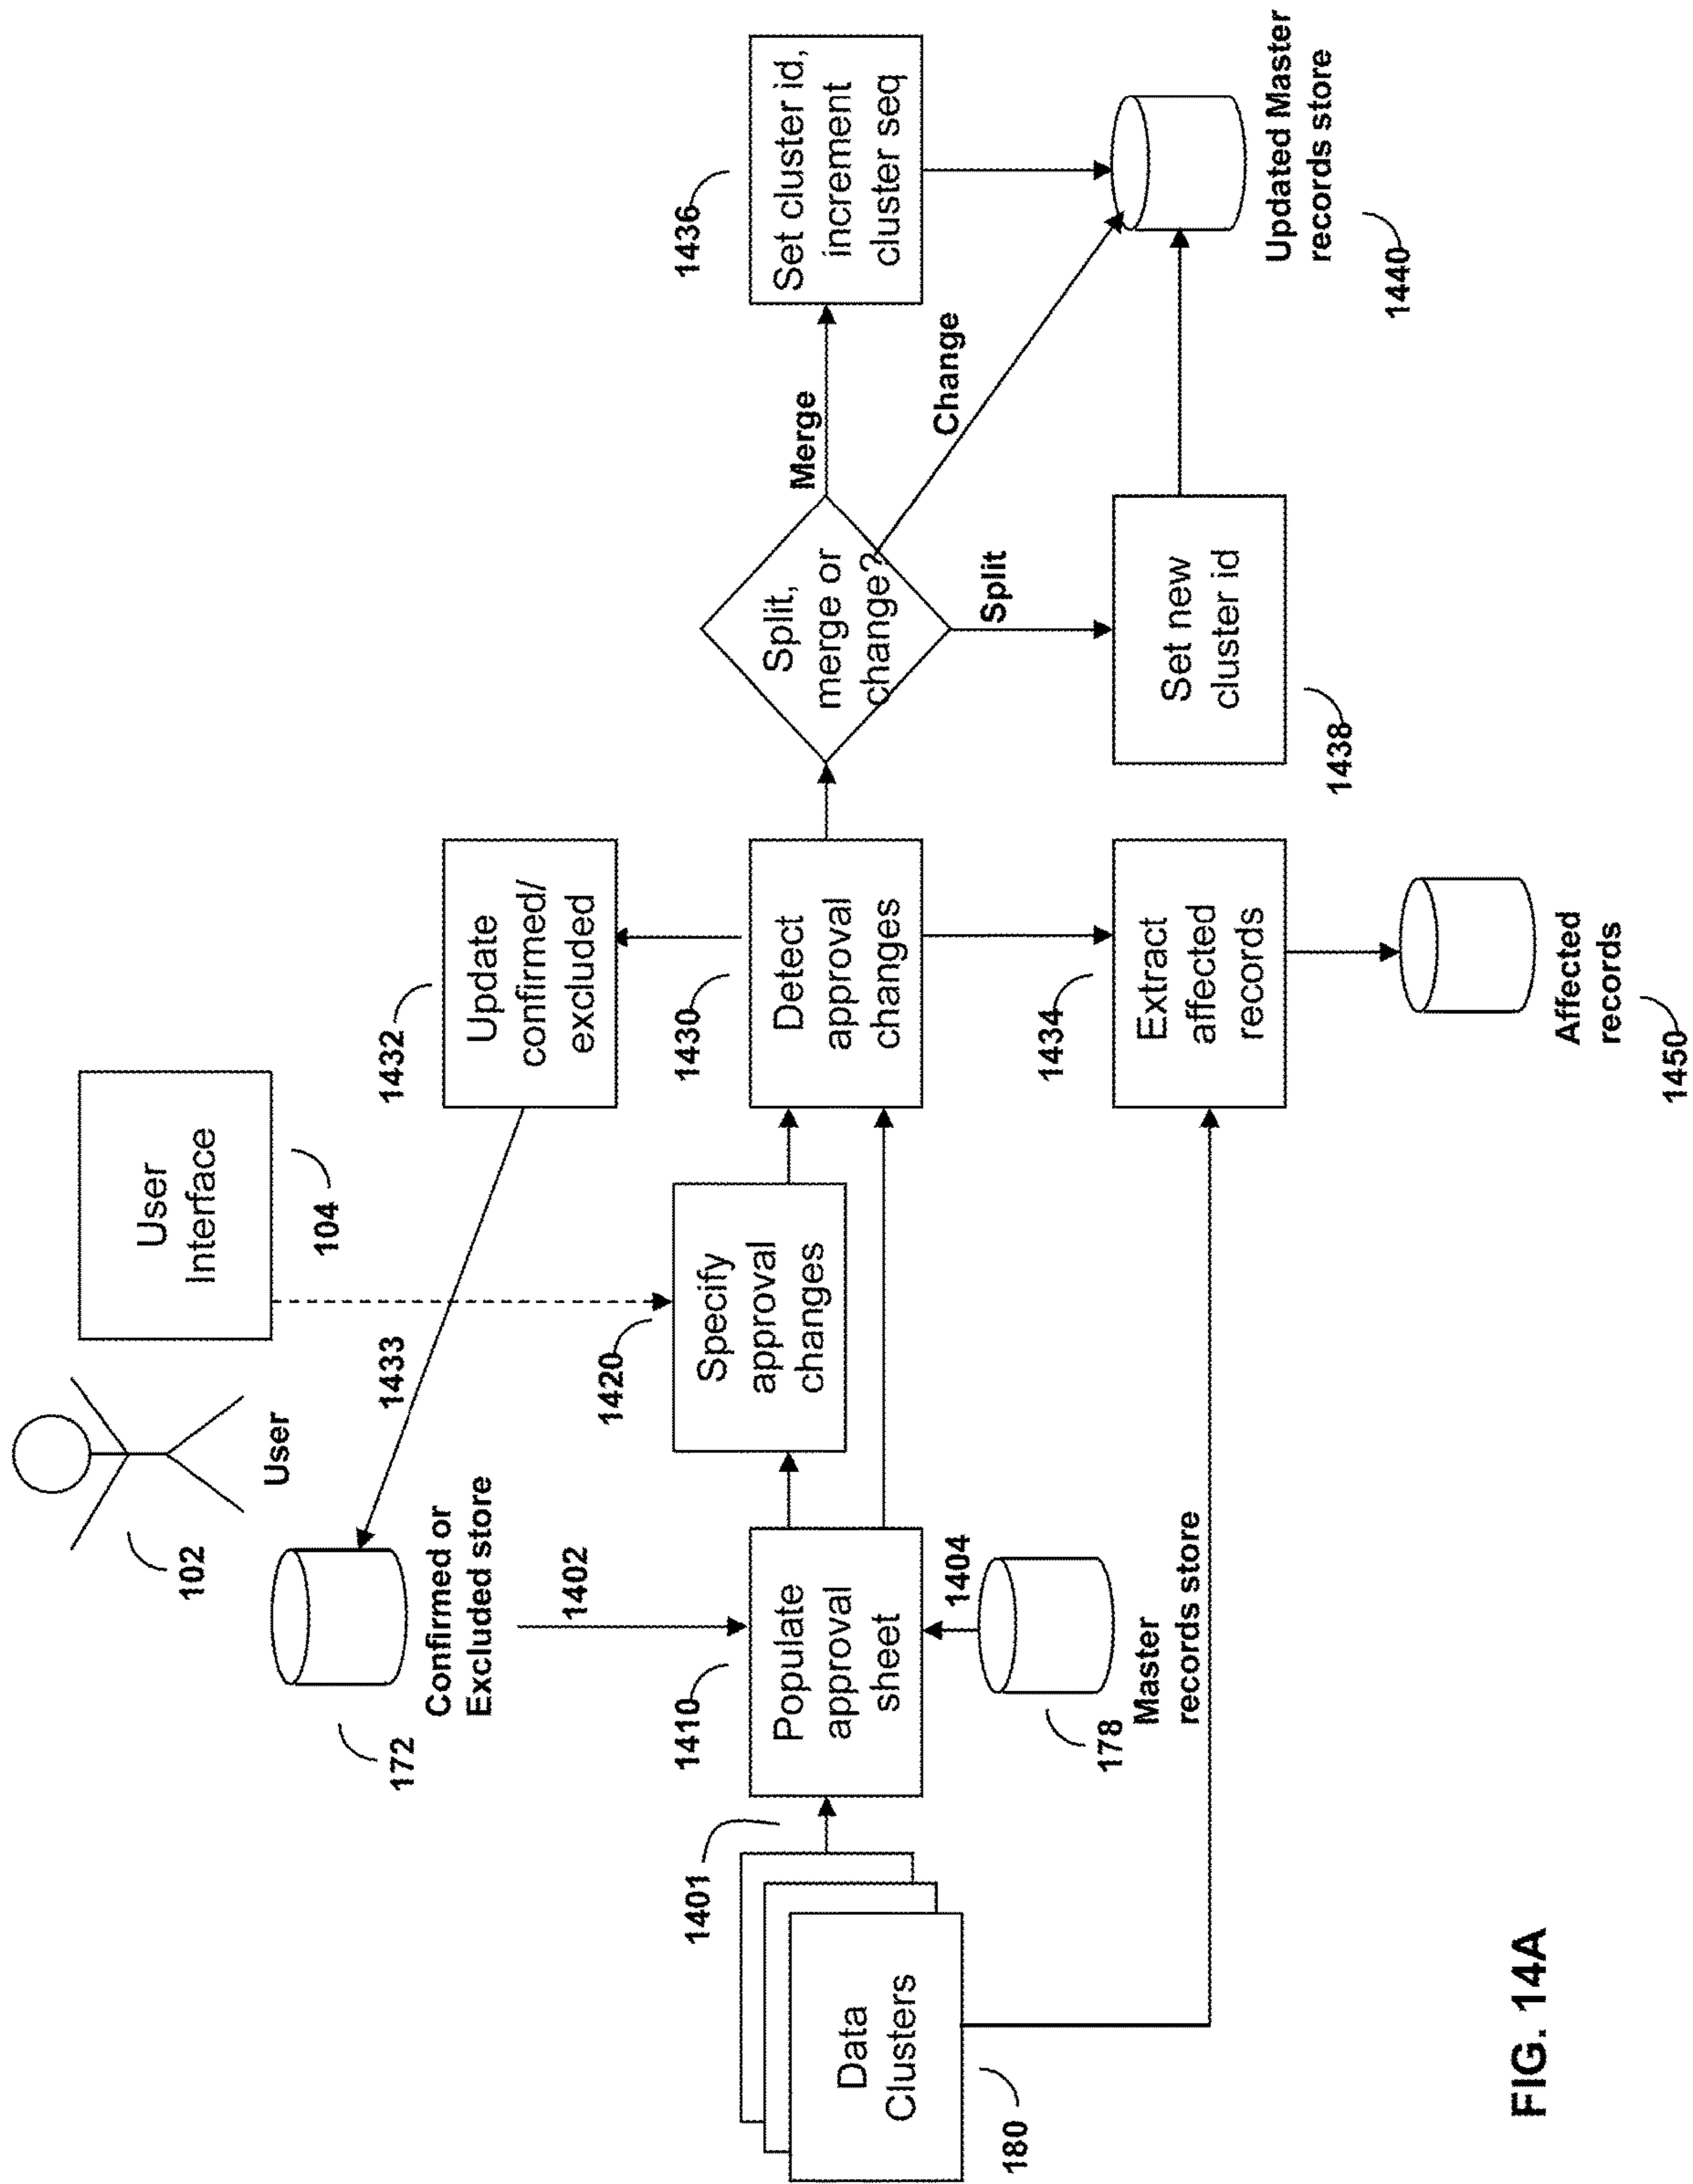 User
102
User
Interface
104
172
Confirmed or
Excluded store
1433
1432
Update
confirmed/
excluded
1402
1401
1410
Populate
approval
sheet
1420
Specify
approval
changes
1430
Detect
approval
changes
Split,
merge or
change?
Merge
1436
Set cluster id,
increment
cluster seq
Change
Split
Data
Clusters
180
1404
178
Master
records store
1434
Extract
affected
records
1438
Set new
cluster id
Updated Master
records store
1440
Affected
records
1450
FIG. 14A